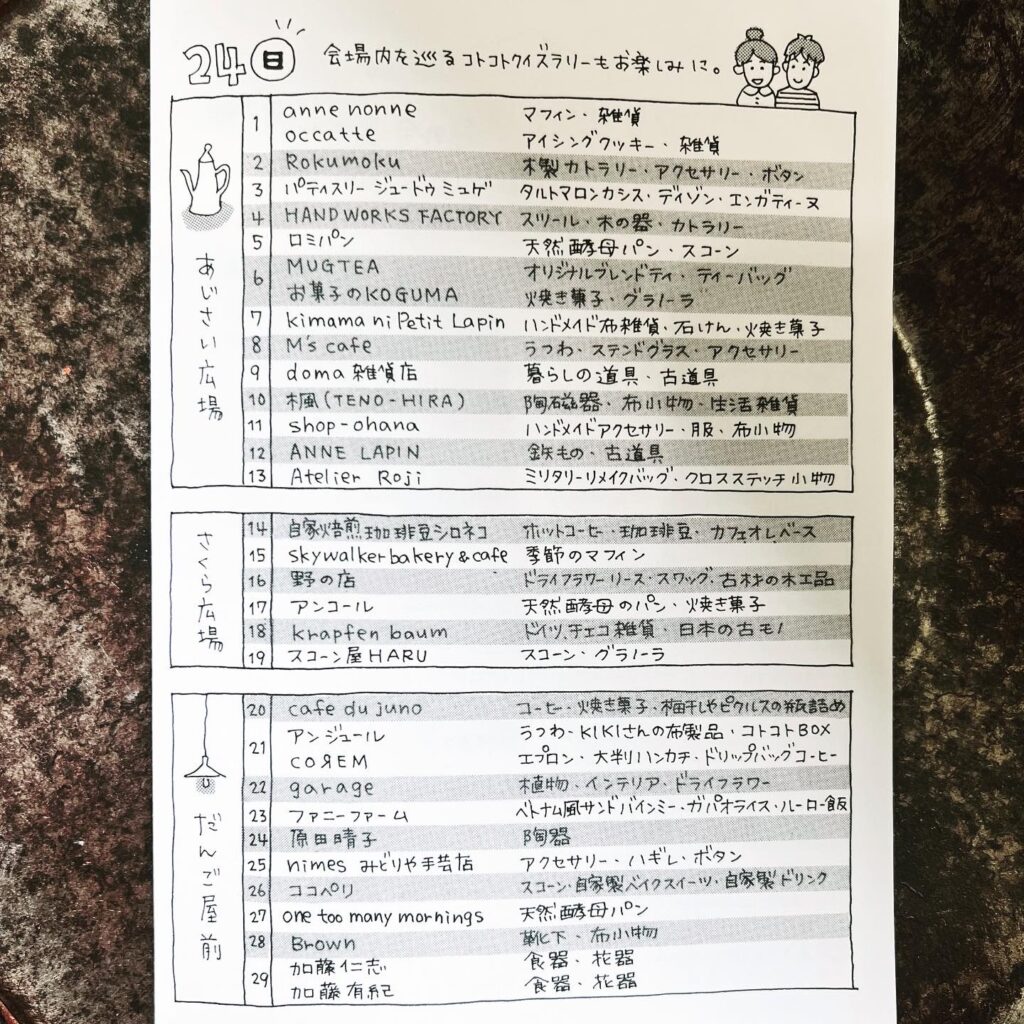 24 日 会場内を巡るコトコトクイズラリーもお楽しみに。
あじさい広場
1 anne nonne マフィン・雑貨
occatte アイシングクッキー・雑貨
2 Rokumoku 木製カトラリー・アクセサリー・ボタン
3 パティスリー ジュードゥ ミュゲ タルトマロンカシス・ディゾン・エンガディーヌ
4 HANDWORKS FACTORY スツール・木の器・カトラリー
5 ロミパン 天然酵母パン・スコーン
6 MUGTEA オリジナルブレンドティ・ティーバッグ
お菓子のKOGUMA 焼き菓子・グラノーラ
7 kimama ni Petit Lapin ハンドメイド布雑貨・石けん・焼き菓子
8 M's cafe うつわ・ステンドグラス・アクセサリー
9 doma 雑貨店 暮らしの道具・古道具
10 楓(TENO-HIRA) 陶磁器・布小物・生活雑貨
11 shop-ohana ハンドメイドアクセサリー・服・布小物
12 ANNE LAPIN 鉄もの・古道具
13 Atelier Roji ミリタリーリメイクバッグ・クロスステッチ小物
さくら広場
14 自家焙煎珈琲豆シロネコ ホットコーヒー・珈琲豆・カフェオレベース
15 skywalker bakery & cafe 季節のマフィン
16 野の店 ドライフラワーリース・スワッグ・古材の木工品
17 アンコール 天然酵母のパン・焼き菓子
18 krapfen baum ドイツ、チェコ雑貨・日本の古モノ
19 スコーン屋HARU スコーン・グラノーラ
だんご屋前
20 cafe du juno コーヒー・焼き菓子・梅干しやピクルスの瓶詰め
21 アンジュール うつわ・KIKIさんの布製品・コトコトBOX
COЯEM エプロン・大判ハンカチ・ドリップバッグコーヒー
22 garage 植物・インテリア・ドライフラワー
23 ファニーファーム ベトナム風サンドバインミー・ガパオライス・ルーロー飯
24 原田晴子 陶器
25 nimes みどりや手芸店 アクセサリー・ハギレ・ボタン
26 ココペリ スコーン・自家製ベイクスイーツ・自家製ドリンク
27 one too many mornings 天然酵母パン
28 Brown 靴下・布小物
29 加藤仁志 食器・花器
加藤有紀 食器・花器